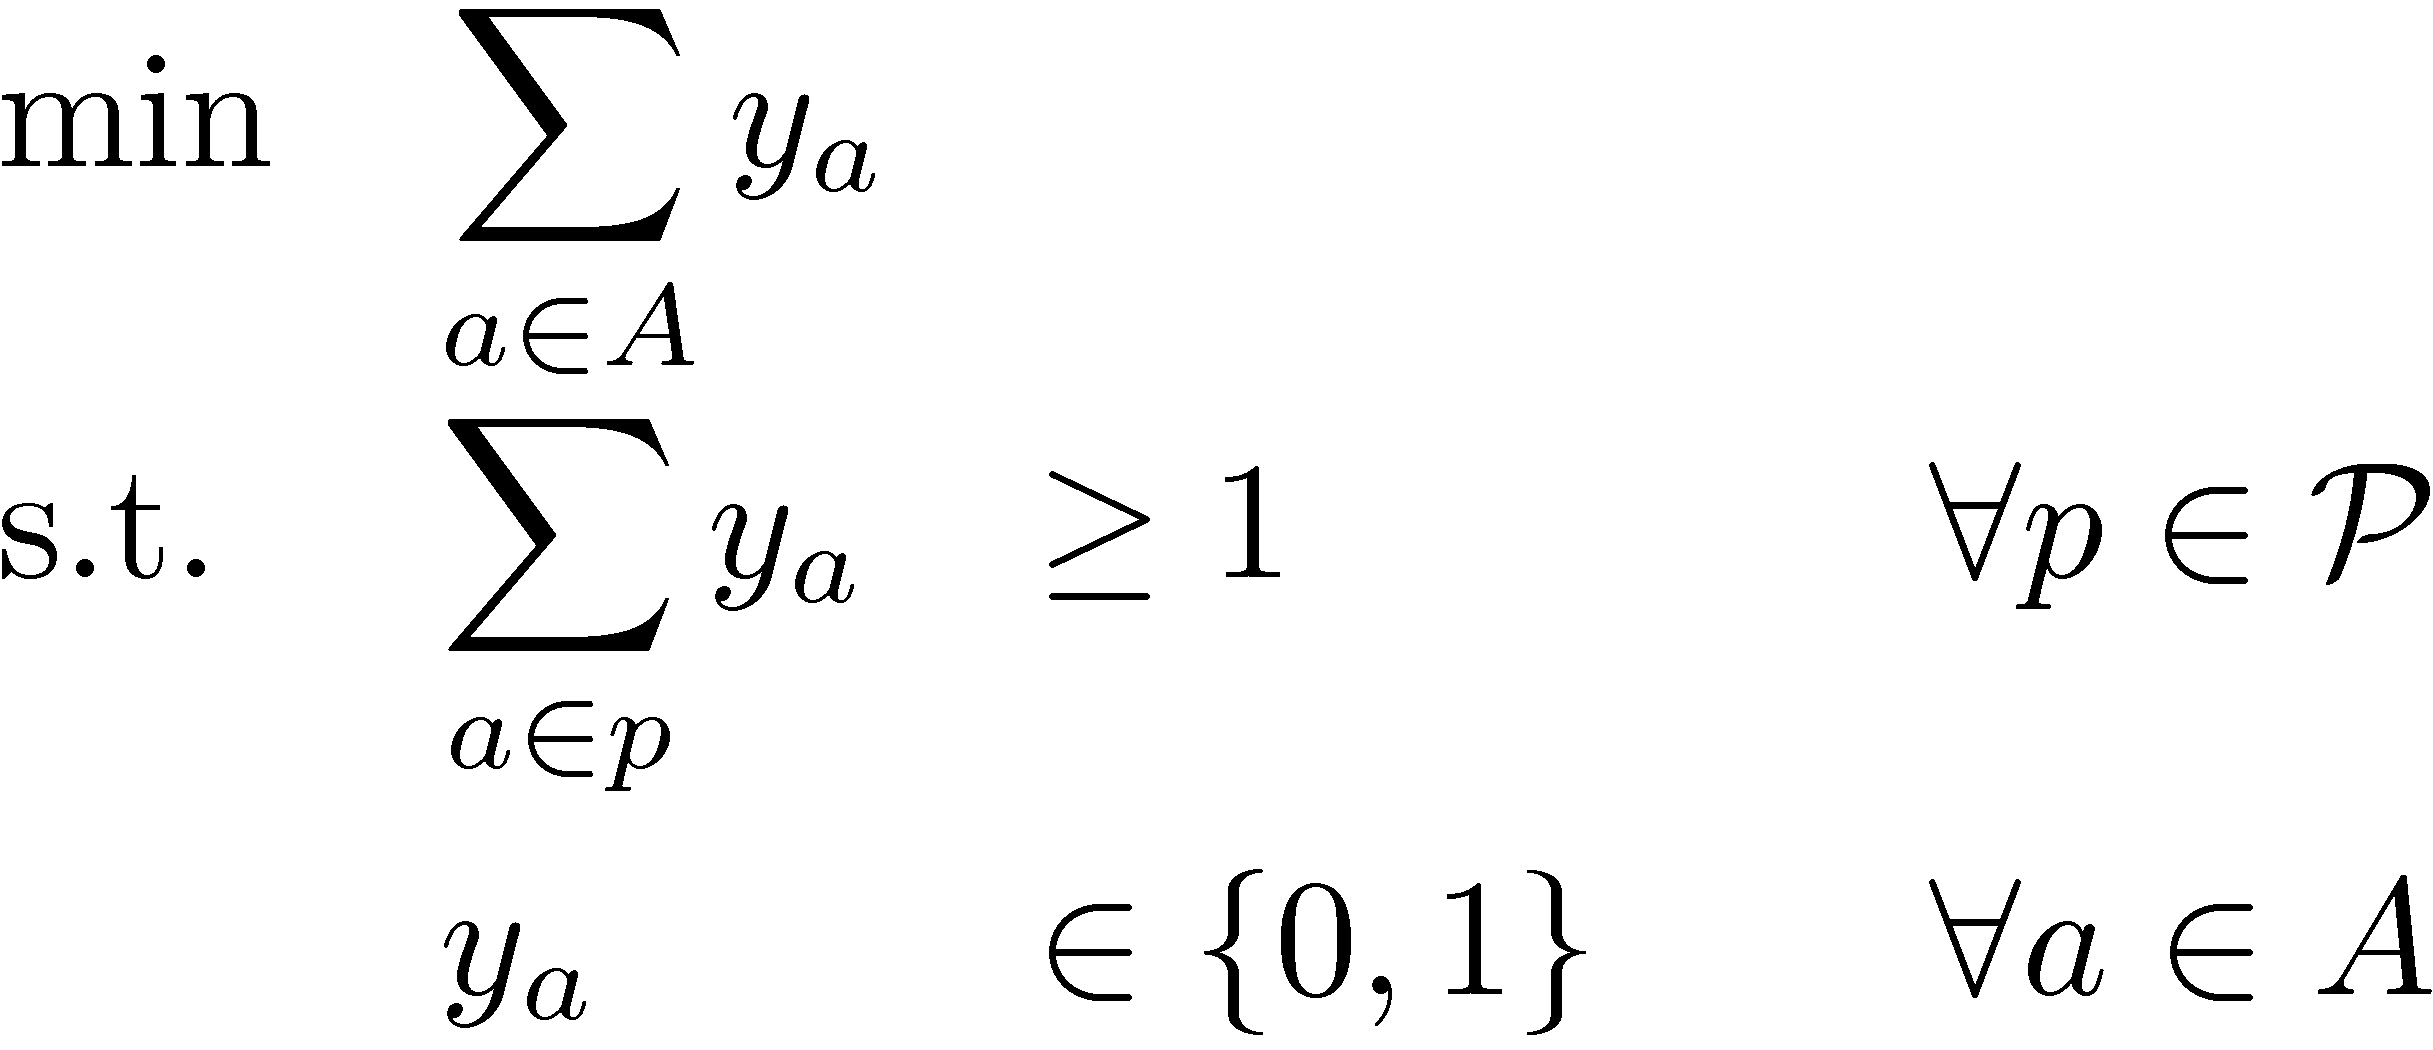 min ∑_{a∈A} y_a
s.t. ∑_{a∈p} y_a ≥ 1 ∀p ∈ 𝒫
y_a ∈ {0, 1} ∀a ∈ A